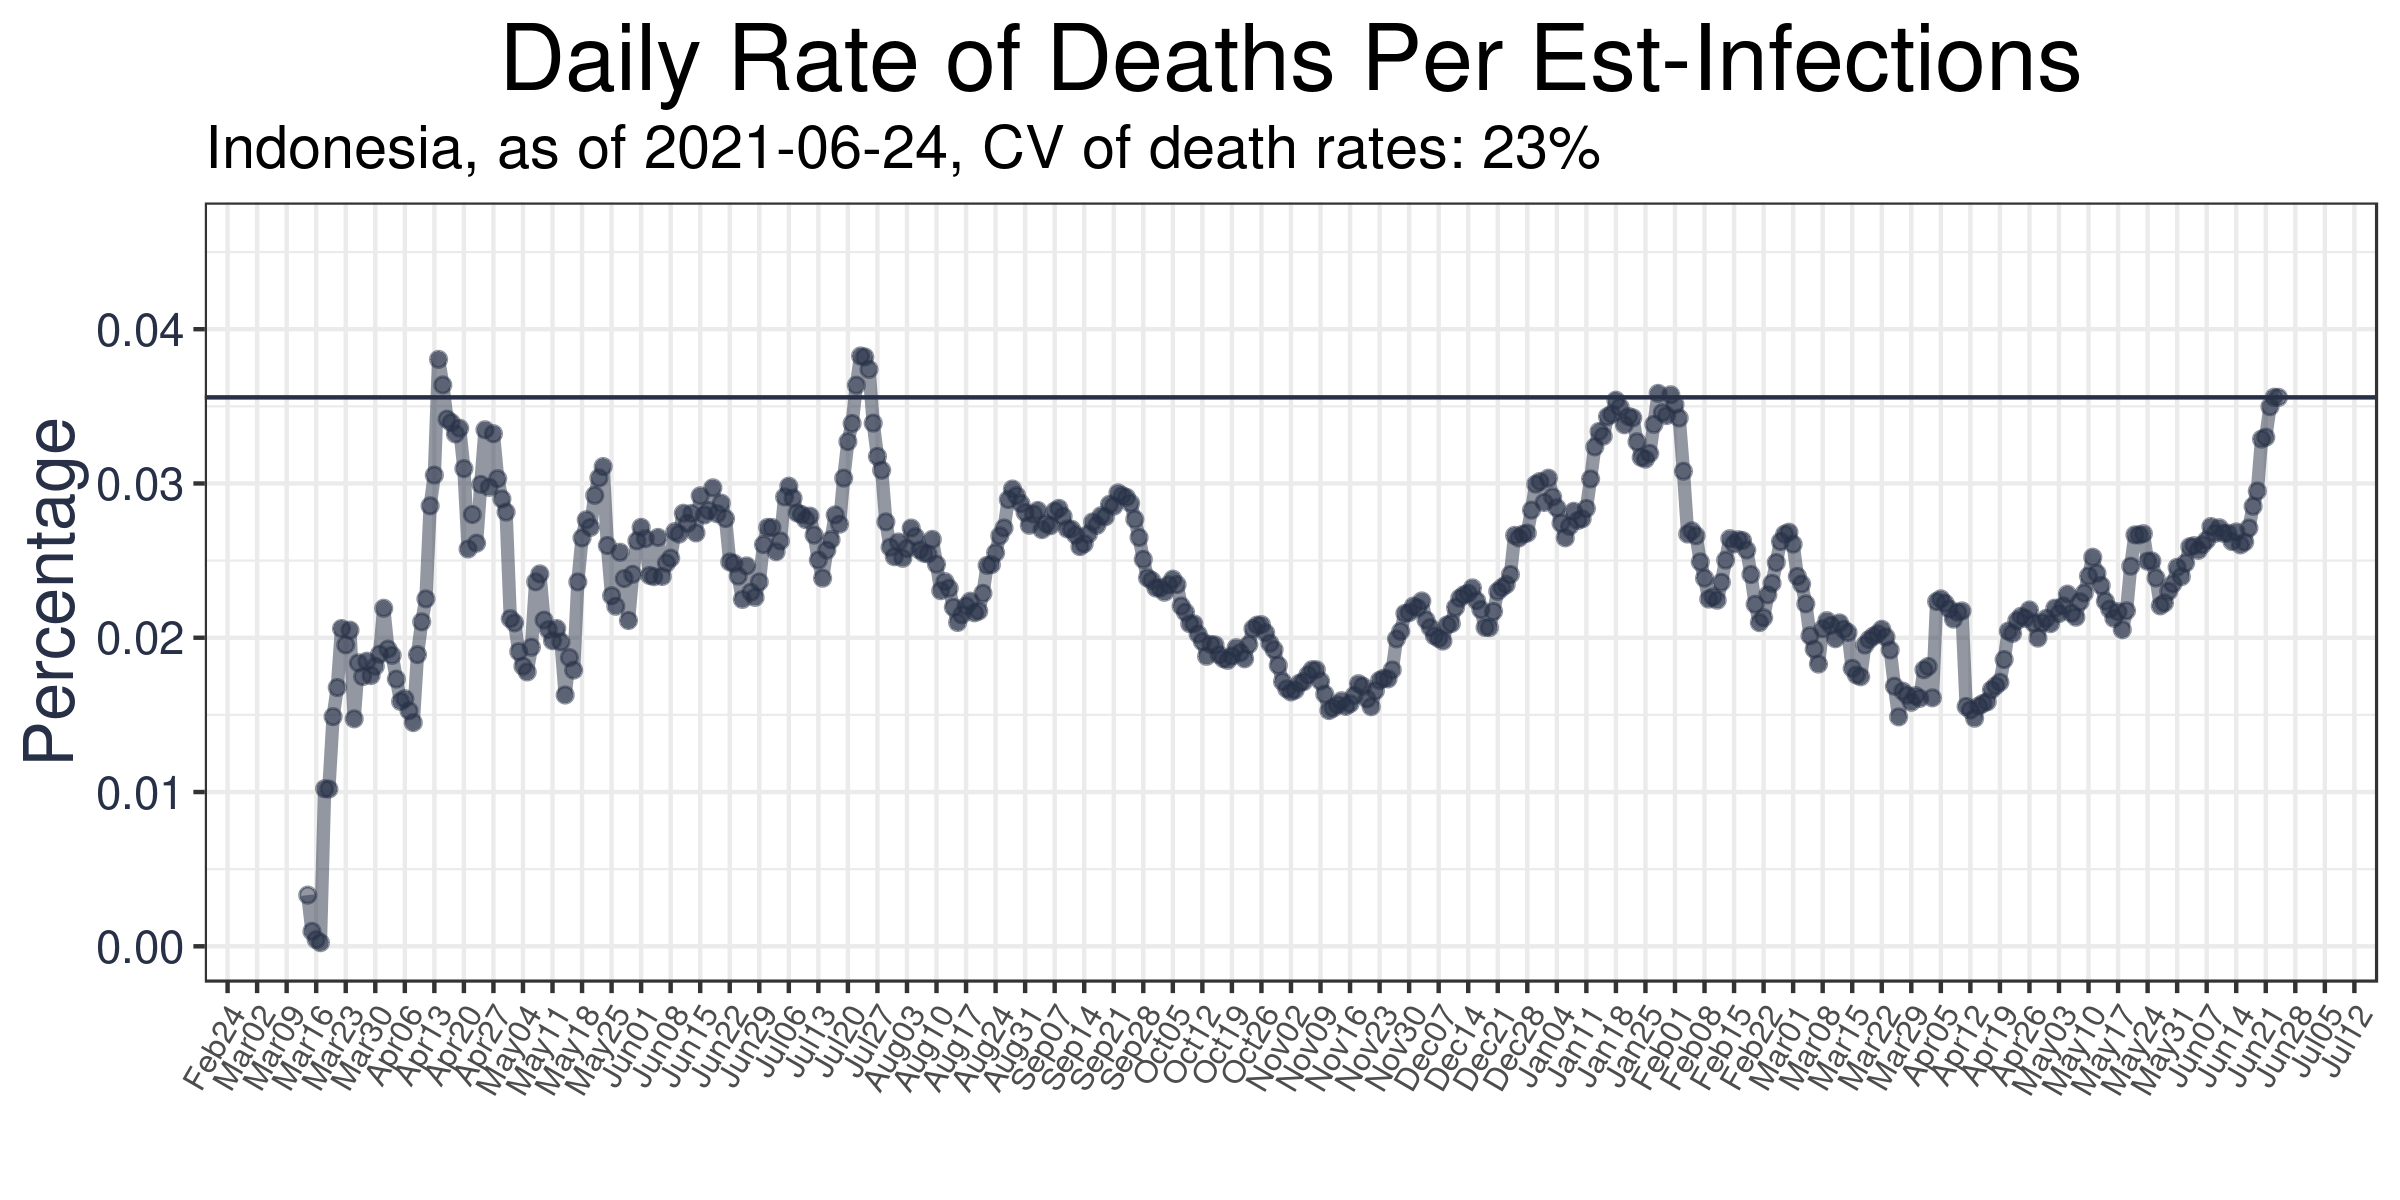 Daily Rate of Deaths Per Est-Infections
Indonesia, as of 2021-06-24, CV of death rates: 23%
Percentage
0.04
0.03
0.02
0.01
0.00
Feb24
Mar02
Mar09
Mar16
Mar23
Mar30
Apr06
Apr13
Apr20
Apr27
May04
May11
May18
May25
Jun01
Jun08
Jun15
Jun22
Jun29
Jul06
Jul13
Jul20
Jul27
Aug03
Aug10
Aug17
Aug24
Aug31
Sep07
Sep14
Sep21
Sep28
Oct05
Oct12
Oct19
Oct26
Nov02
Nov09
Nov16
Nov23
Nov30
Dec07
Dec14
Dec21
Dec28
Jan04
Jan11
Jan18
Jan25
Feb01
Feb08
Feb15
Feb22
Mar01
Mar08
Mar15
Mar22
Mar29
Apr05
Apr12
Apr19
Apr26
May03
May10
May17
May24
May31
Jun07
Jun14
Jun21
Jun28
Jul05
Jul12